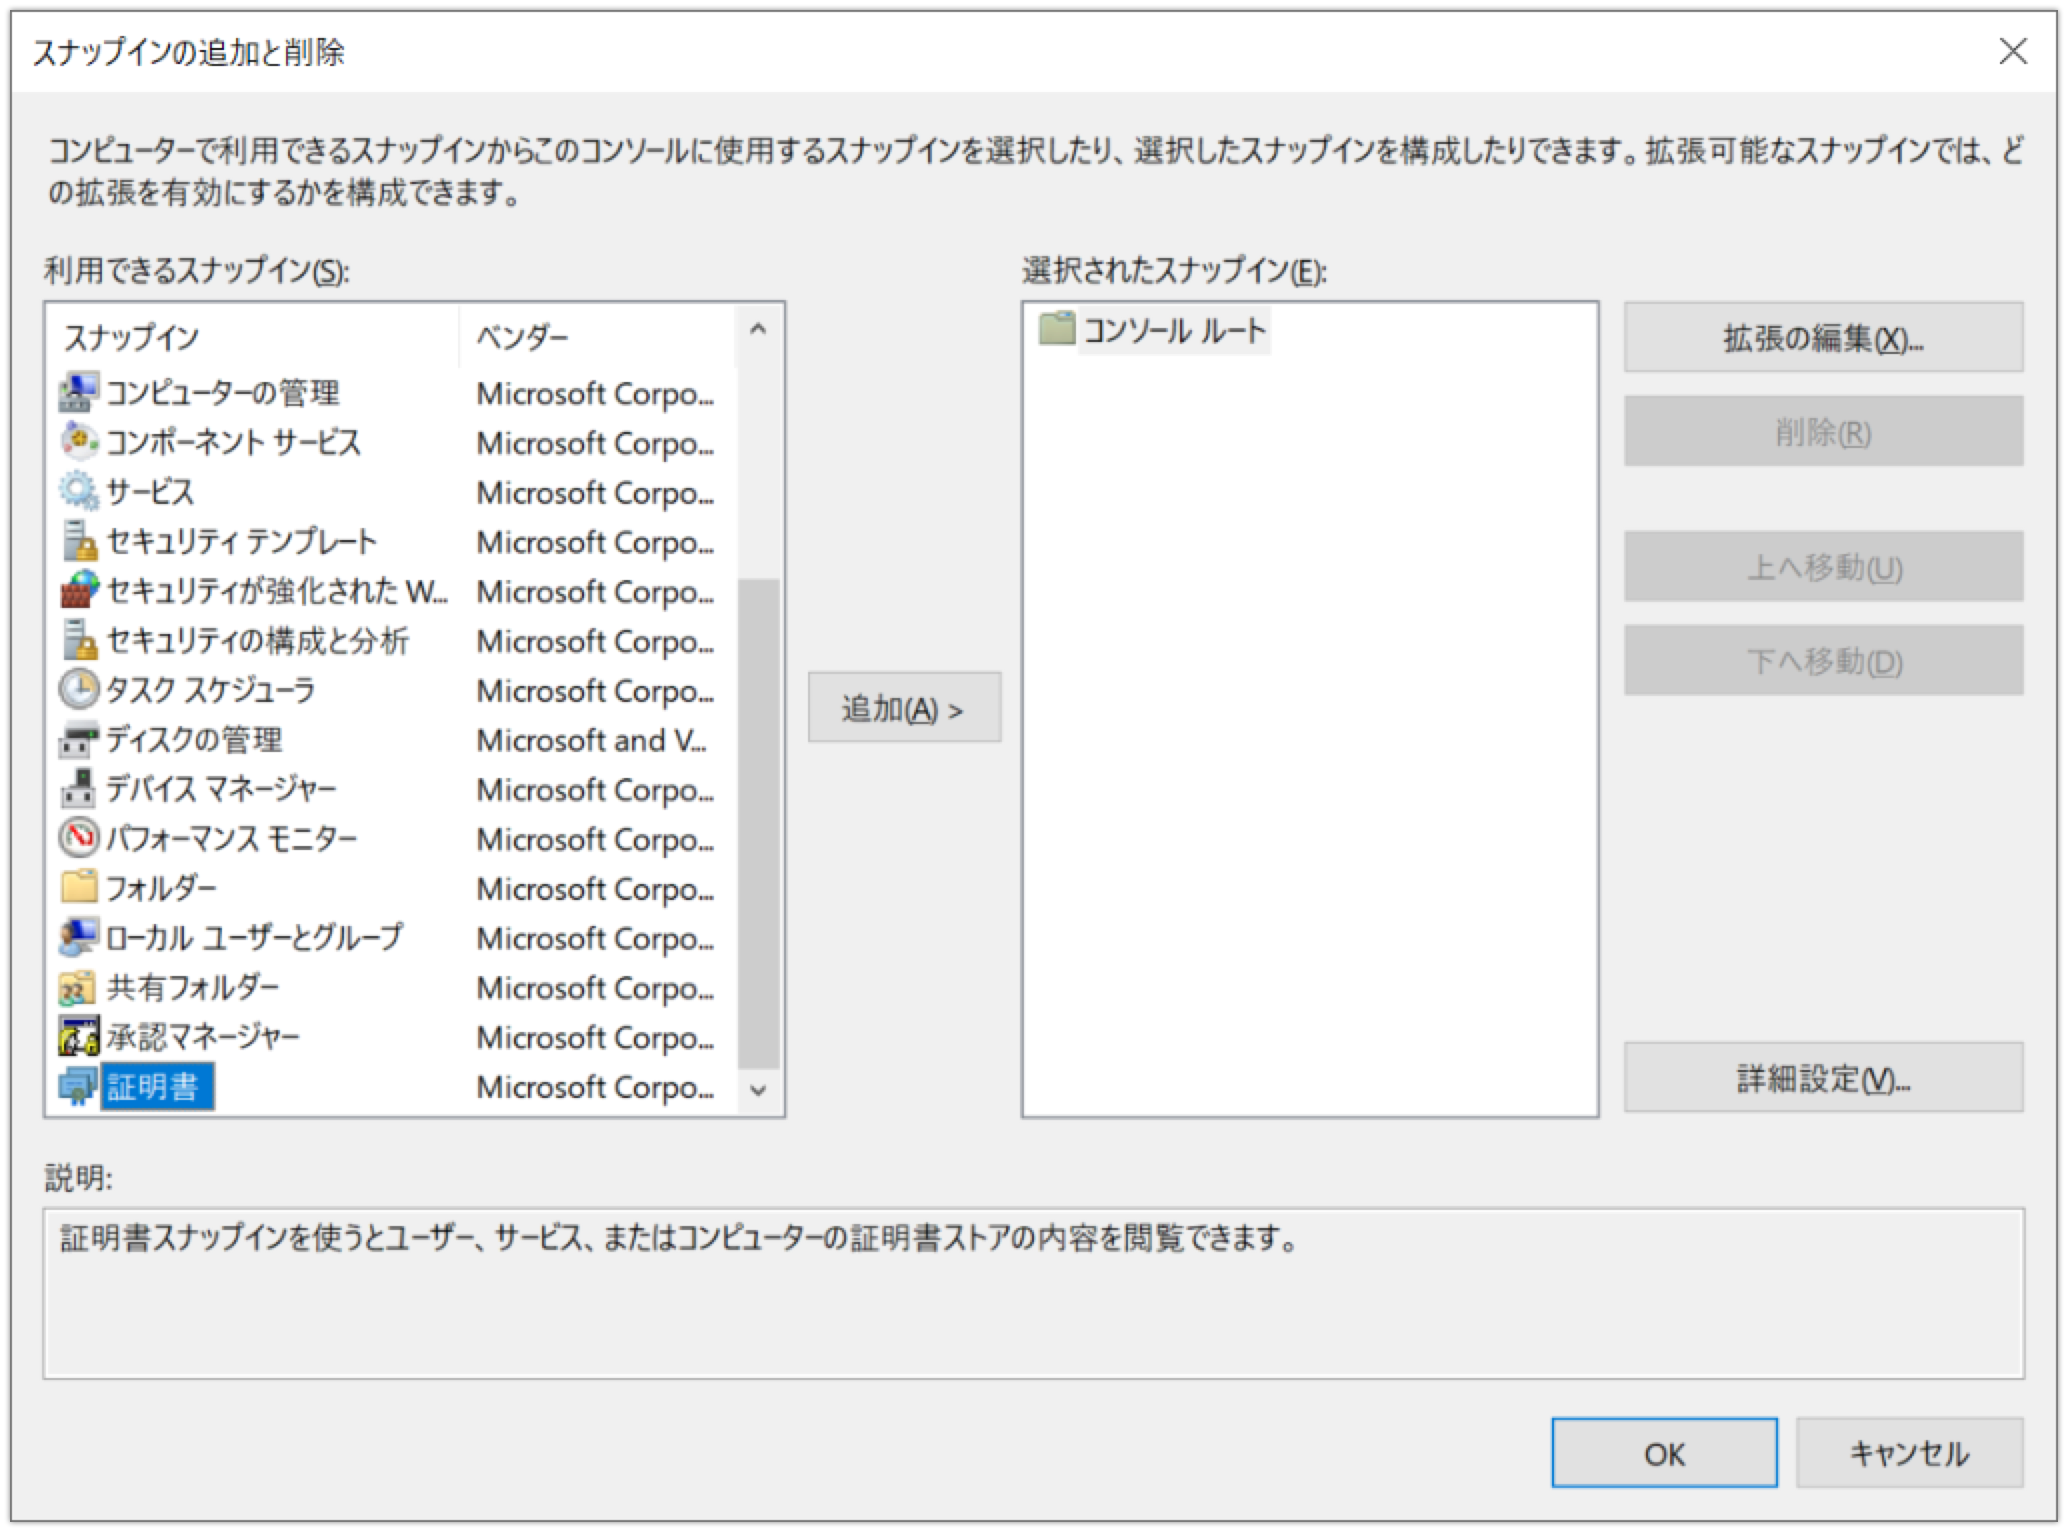 スナップインの追加と削除
コンピューターで利用できるスナップインからこのコンソールに使用するスナップインを選択したり、選択したスナップインを構成したりできます。拡張可能なスナップインでは、ど
の拡張を有効にするかを構成できます。
利用できるスナップイン(S):
スナップイン ベンダー
コンピューターの管理 Microsoft Corpo...
コンポーネント サービス Microsoft Corpo...
サービス Microsoft Corpo...
セキュリティ テンプレート Microsoft Corpo...
セキュリティが強化された W... Microsoft Corpo...
セキュリティの構成と分析 Microsoft Corpo...
タスク スケジューラ Microsoft Corpo...
ディスクの管理 Microsoft and V...
デバイス マネージャー Microsoft Corpo...
パフォーマンス モニター Microsoft Corpo...
フォルダー Microsoft Corpo...
ローカル ユーザーとグループ Microsoft Corpo...
共有フォルダー Microsoft Corpo...
承認マネージャー Microsoft Corpo...
証明書 Microsoft Corpo...
追加(A) >
選択されたスナップイン(E):
コンソール ルート
拡張の編集(X)...
削除(R)
上へ移動(U)
下へ移動(D)
詳細設定(V)...
説明:
証明書スナップインを使うとユーザー、サービス、またはコンピューターの証明書ストアの内容を閲覧できます。
OK キャンセル